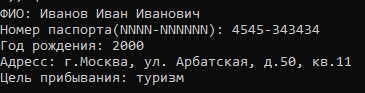 ФИО: Иванов Иван Иванович
Номер паспорта(NNNN-NNNNNN): 4545-343434
Год рождения: 2000
Адресс: г.Москва, ул. Арбатская, д.50, кв.11
Цель прибывания: туризм